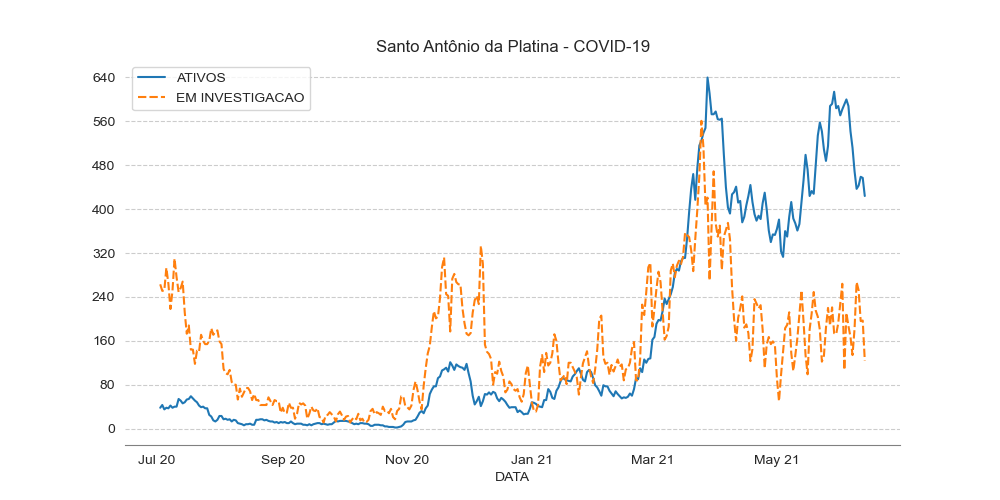 Santo Antônio da Platina - COVID-19
ATIVOS
EM INVESTIGACAO
640
560
480
400
320
240
160
80
0
Jul 20 Sep 20 Nov 20 Jan 21 Mar 21 May 21
DATA